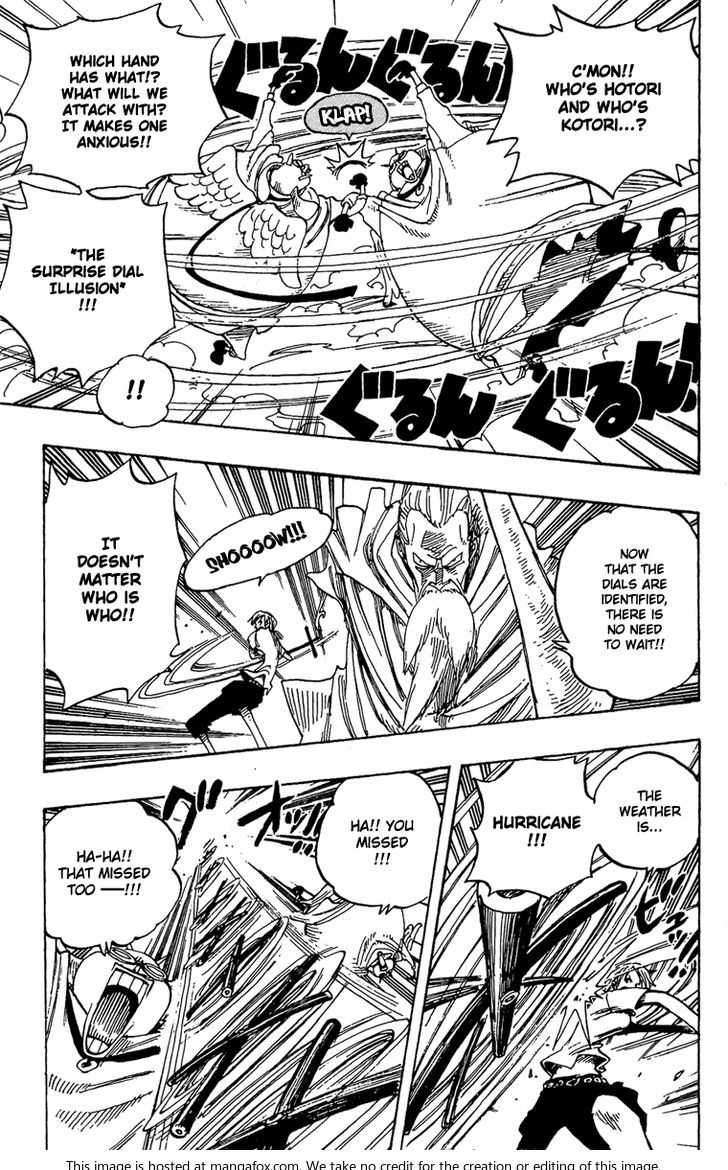 C'MON!!
WHO'S HOTORI
AND WHO'S
KOTORI...?
ぐるんぐるん!
KLAP!
WHICH HAND
HAS WHAT!?
WHAT WILL WE
ATTACK WITH?
IT MAKES ONE
ANXIOUS!!
"THE
SURPRISE DIAL
ILLUSION"
!!!
!!
ぐるんぐるん!
NOW
THAT THE
DIALS ARE
IDENTIFIED,
THERE IS
NO NEED
TO WAIT!!
SHOOOOW!!!
IT
DOESN'T
MATTER
WHO IS
WHO!!
THE
WEATHER
IS...
HURRICANE
!!!
ビュッ
HA!! YOU
MISSED
!!!
HA-HA!!
THAT MISSED
TOO —!!!
This image is hosted at mangafox.com. We take no credit for the creation or editing of this image.